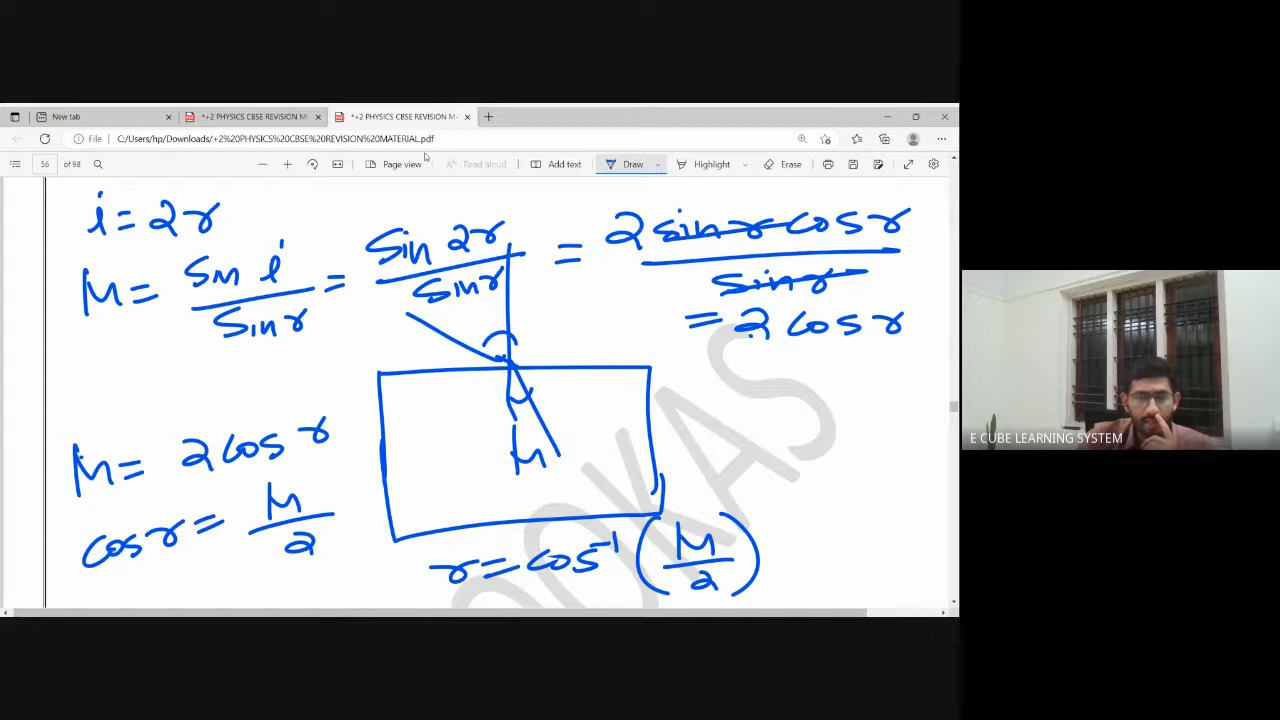 New tab
*+2 PHYSICS CBSE REVISION M
*+2 PHYSICS CBSE REVISION MA
File C:/Users/hp/Downloads/+2%20PHYSICS%20CBSE%20REVISION%20MATERIAL.pdf
56 of 98 Page view Read aloud Add text Draw Highlight Erase
i = 2r
μ = sin i / sin r = sin 2r / sin r = 2 sin r cos r / sin r
= 2 cos r
μ
μ = 2 cos r
cos r = μ / 2
r = cos⁻¹ (μ / 2)
OKAS
E CUBE LEARNING SYSTEM